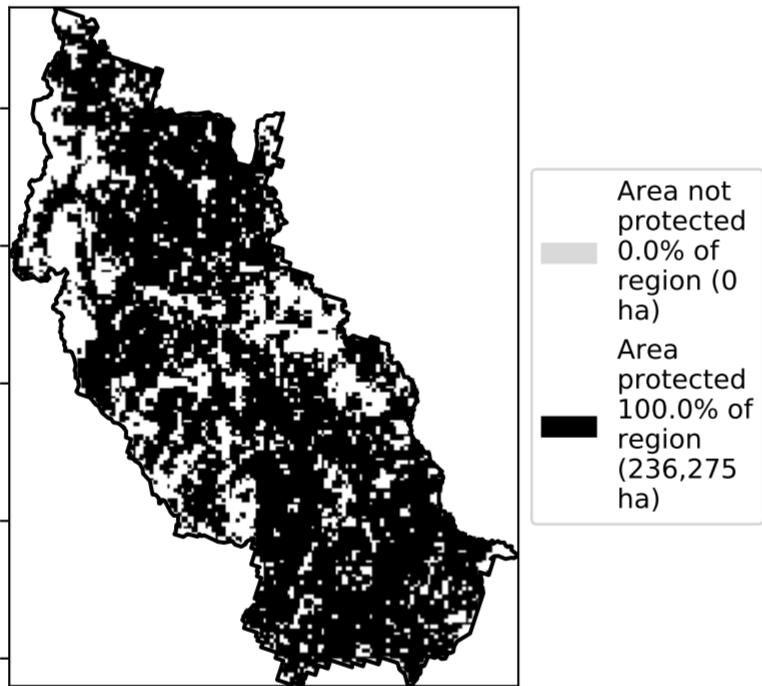 Area not
protected
0.0% of
region (0
ha)
Area
protected
100.0% of
region
(236,275
ha)